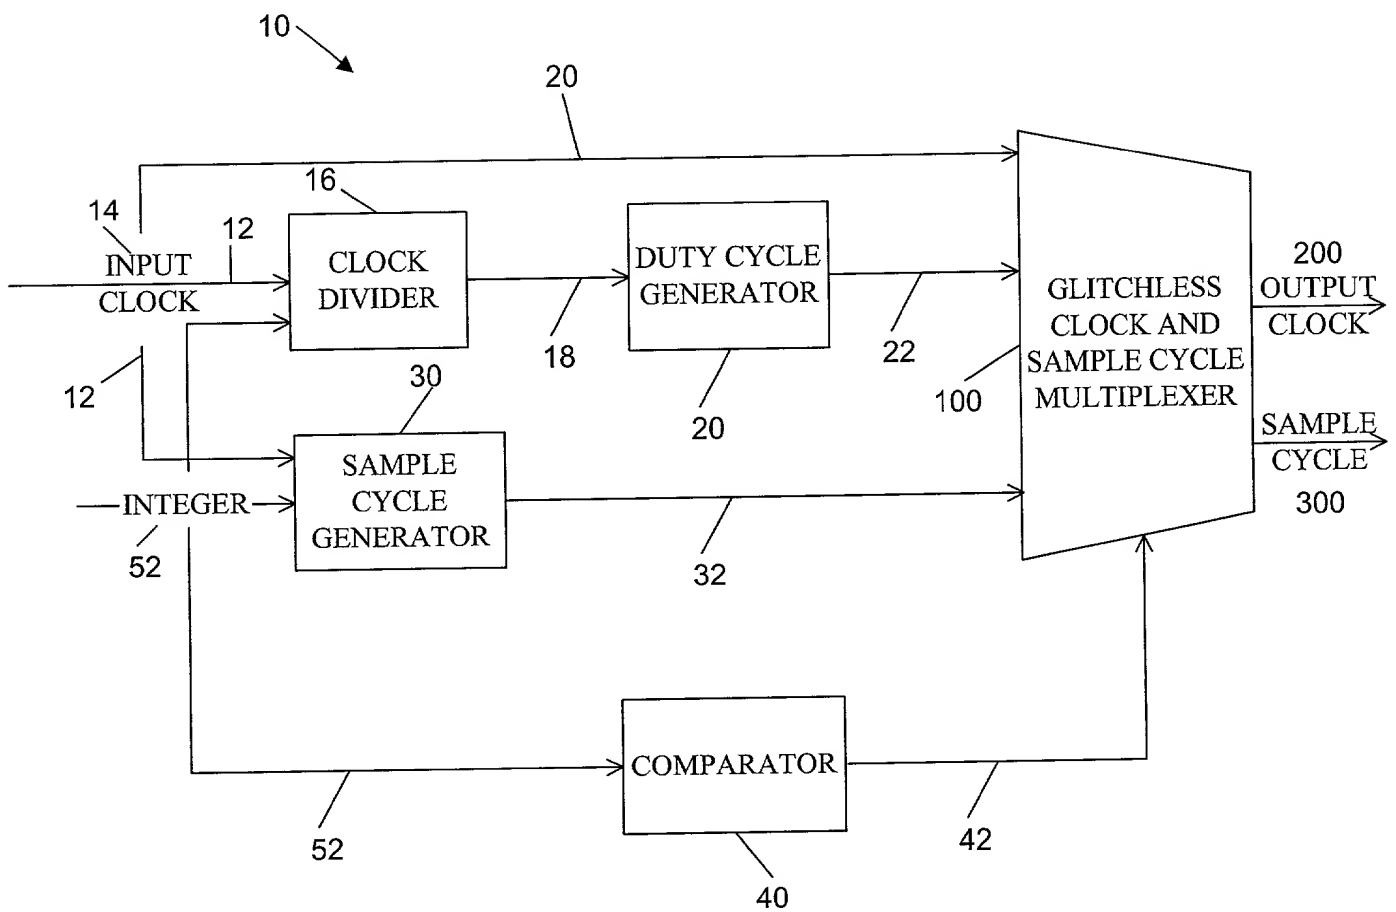 10
20
16
14
12
INPUT
CLOCK
CLOCK
DIVIDER
18
DUTY CYCLE
GENERATOR
20
22
GLITCHLESS
CLOCK AND
SAMPLE CYCLE
MULTIPLEXER
100
200
OUTPUT
CLOCK
SAMPLE
CYCLE
300
12
30
SAMPLE
CYCLE
GENERATOR
INTEGER
52
32
52
COMPARATOR
40
42